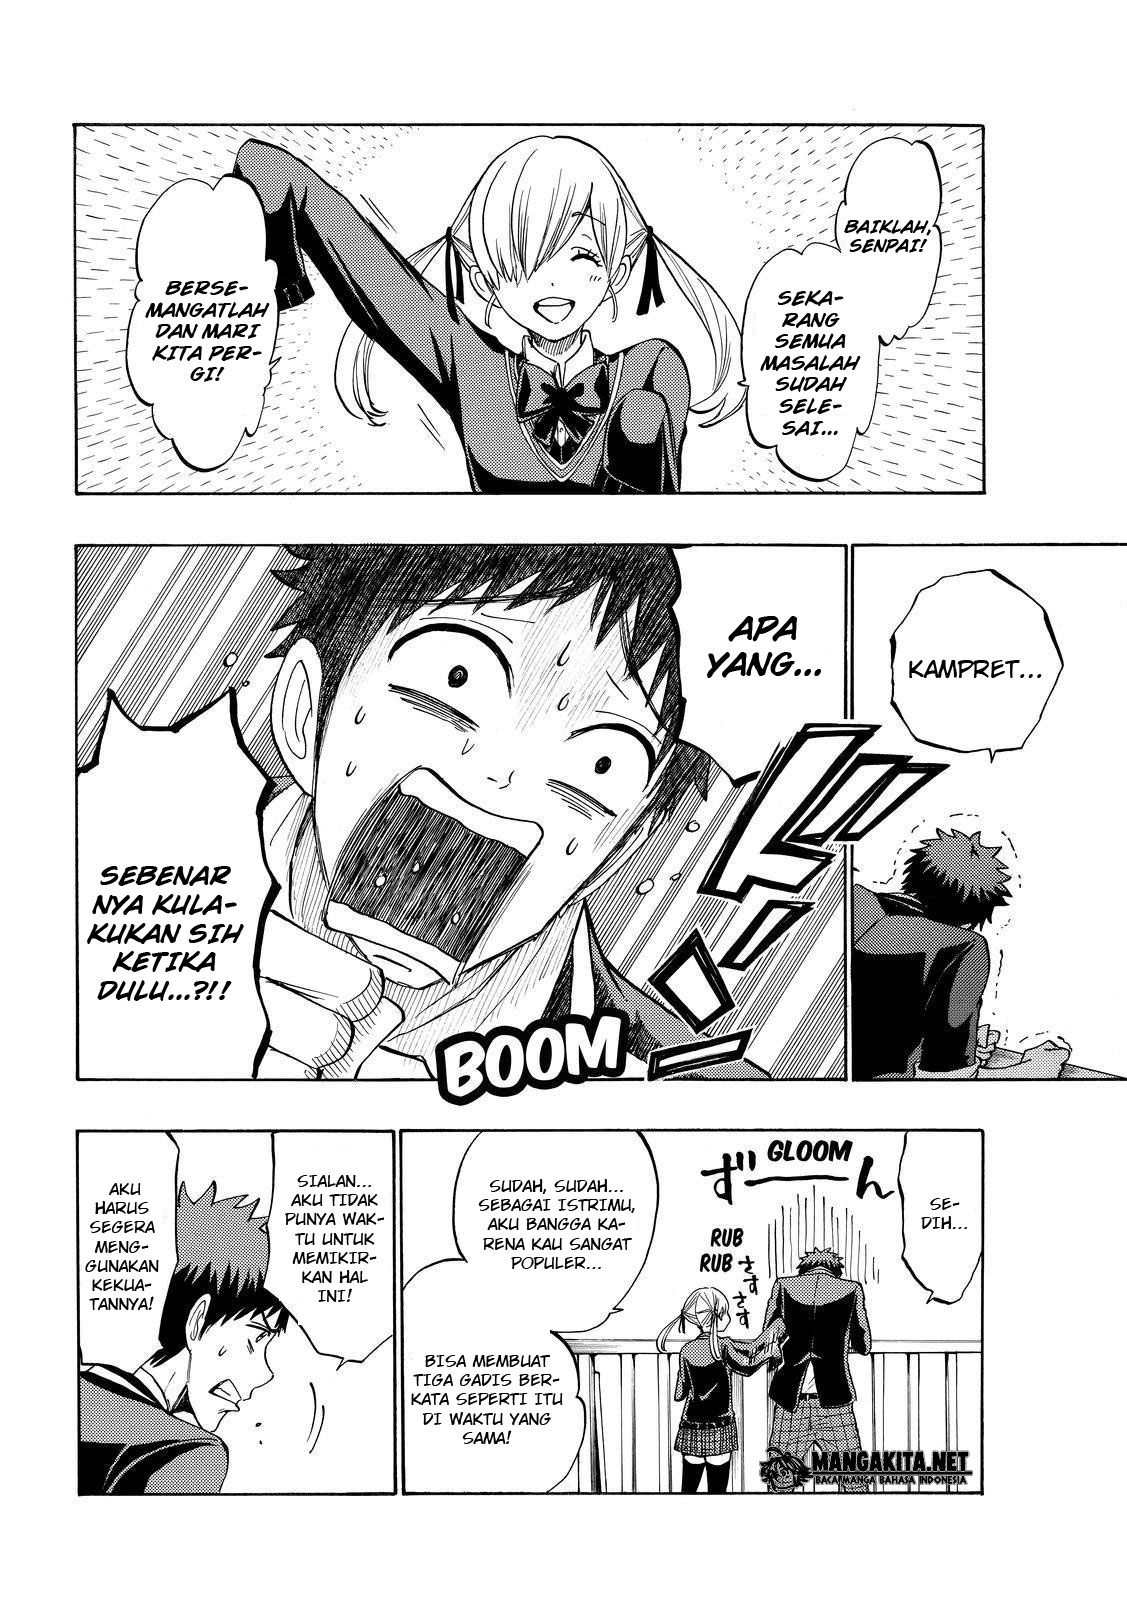 BAIKLAH,
SENPAI!
SEKA-
RANG
SEMUA
MASALAH
SUDAH
SELE-
SAI...
BERSE-
MANGATLAH
DAN MARI
KITA PER-
GI!
KAMPRET...
APA
YANG...
SEBENAR
NYA KULA-
KUKAN SIH
KETIKA
DULU...?!!
BOOM
SE-
DIH...
GLOOM
ずーん
RUB
RUB
さすさす
SUDAH, SUDAH...
SEBAGAI ISTRIMU,
AKU BANGGA KA-
RENA KAU SANGAT
POPULER...
BISA MEMBUAT
TIGA GADIS BER-
KATA SEPERTI ITU
DI WAKTU YANG
SAMA!
SIALAN...
AKU TIDAK
PUNYA WAK-
TU UNTUK
MEMIKIR-
KAN HAL
INI!
AKU
HARUS
SEGERA
MENG-
GUNAKAN
KEKUA-
TANNYA!
MANGAKITA.NET
BACA MANGA BAHASA INDONESIA